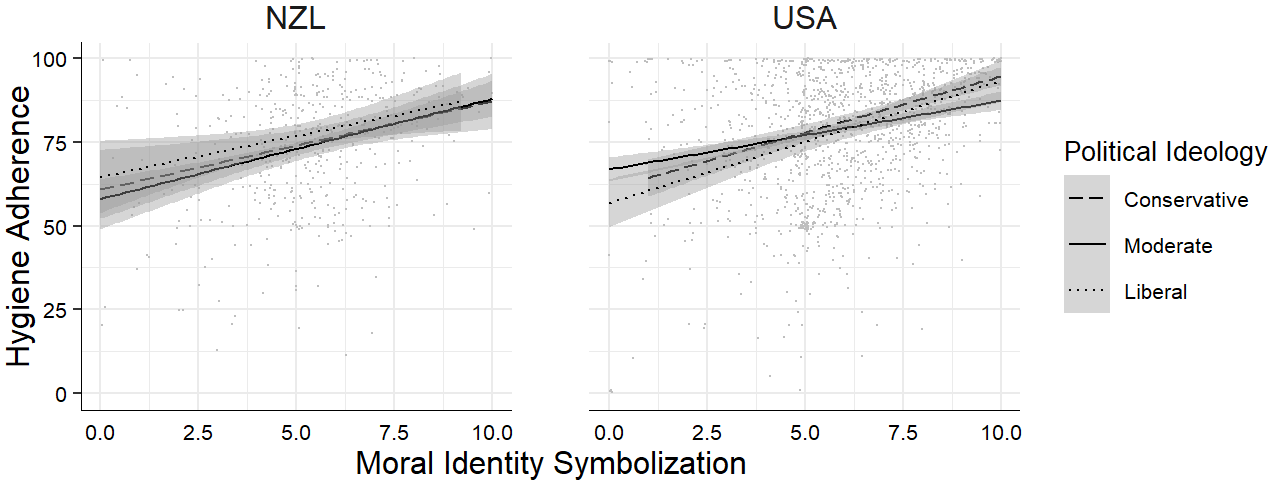 NZL
USA
Hygiene Adherence
100
75
50
25
0
0.0 2.5 5.0 7.5 10.0
0.0 2.5 5.0 7.5 10.0
Moral Identity Symbolization
Political Ideology
Conservative
Moderate
Liberal